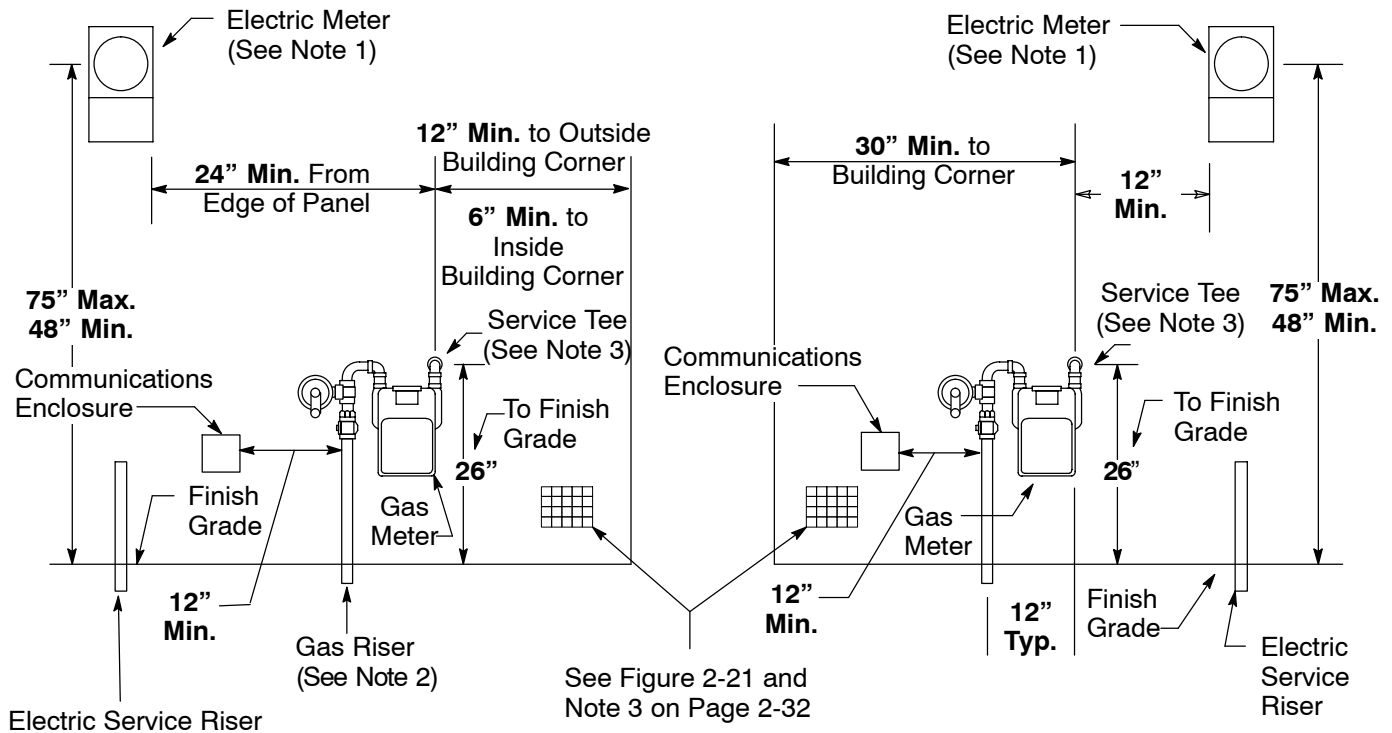 Electric Meter
(See Note 1)
12” Min. to Outside
Building Corner
24” Min. From
Edge of Panel
6” Min. to
Inside
Building Corner
75” Max.
48” Min.
Service Tee
(See Note 3)
Communications
Enclosure
To Finish
Grade
26”
Finish
Grade
Gas
Meter
12”
Min.
Gas Riser
(See Note 2)
Electric Service Riser
See Figure 2-21 and
Note 3 on Page 2-32
Electric Meter
(See Note 1)
30” Min. to
Building Corner
12”
Min.
Service Tee
(See Note 3)
75” Max.
48” Min.
Communications
Enclosure
To Finish
Grade
26”
Gas
Meter
12”
Min.
12”
Typ.
Finish
Grade
Electric
Service
Riser